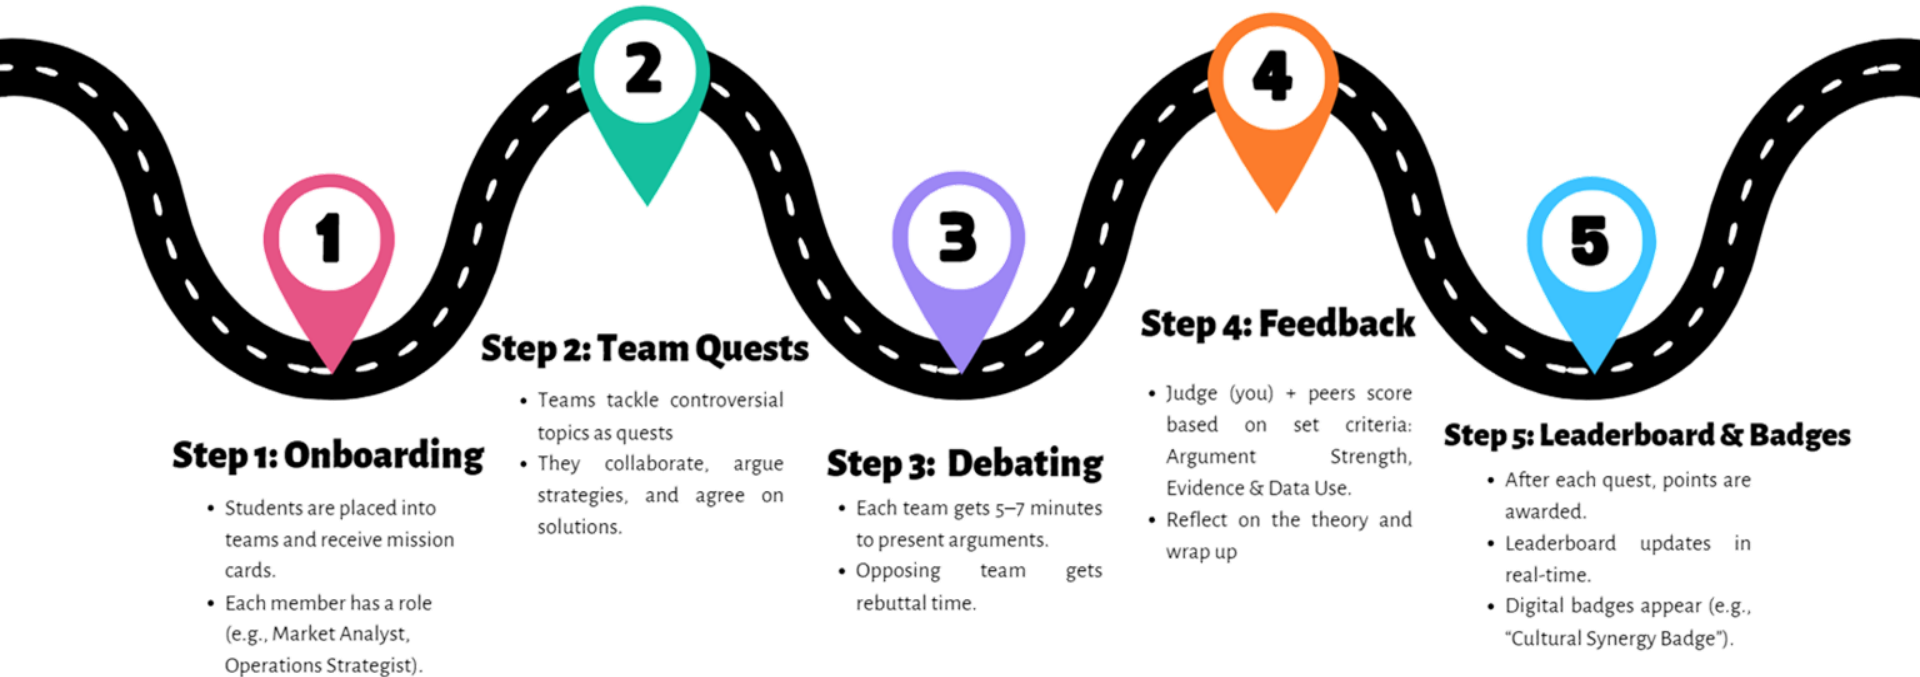 1
Step 1: Onboarding
• Students are placed into
teams and receive mission
cards.
• Each member has a role
(e.g., Market Analyst,
Operations Strategist).
2
Step 2: Team Quests
• Teams tackle controversial
topics as quests
• They collaborate, argue
strategies, and agree on
solutions.
3
Step 3: Debating
• Each team gets 5–7 minutes
to present arguments.
• Opposing team gets
rebuttal time.
4
Step 4: Feedback
• Judge (you) + peers score
based on set criteria:
Argument Strength,
Evidence & Data Use.
• Reflect on the theory and
wrap up
5
Step 5: Leaderboard & Badges
• After each quest, points are
awarded.
• Leaderboard updates in
real-time.
• Digital badges appear (e.g.,
“Cultural Synergy Badge”).